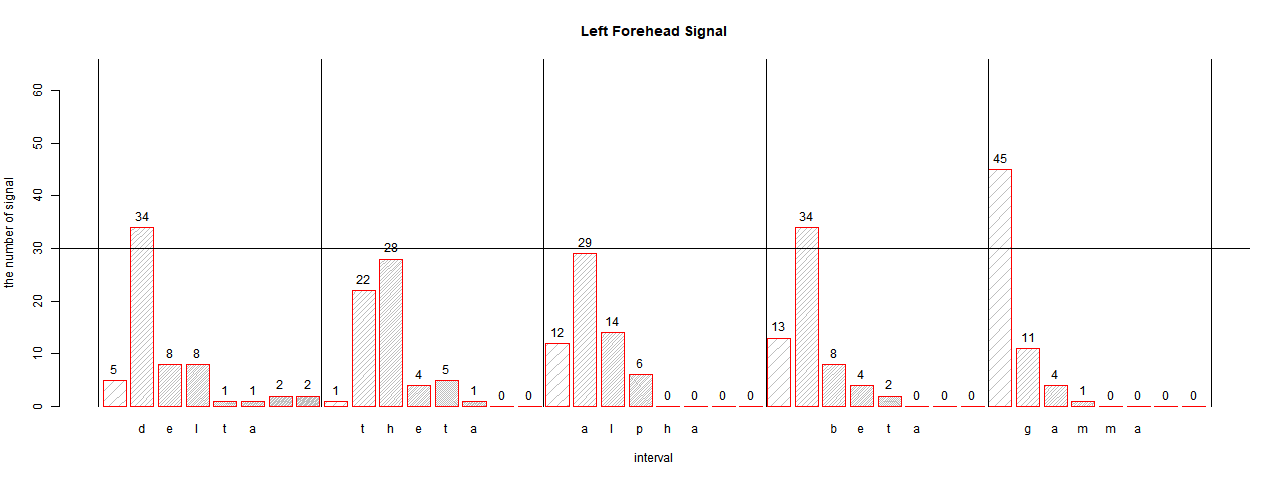 Left Forehead Signal
the number of signal
60
50
40
30
20
10
0
5 34 8 8 1 1 2 2
1 22 28 4 5 1 0 0
12 29 14 6 0 0 0 0
13 34 8 4 2 0 0 0
45 11 4 1 0 0 0 0
d e l t a t h e t a a l p h a b e t a g a m m a
interval